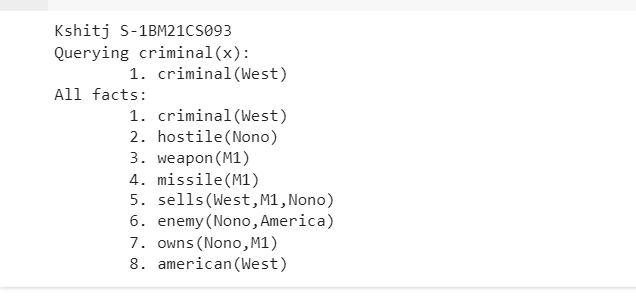 Kshitj S-1BM21CS093
Querying criminal(x):
1. criminal(West)
All facts:
1. criminal(West)
2. hostile(Nono)
3. weapon(M1)
4. missile(M1)
5. sells(West,M1,Nono)
6. enemy(Nono,America)
7. owns(Nono,M1)
8. american(West)